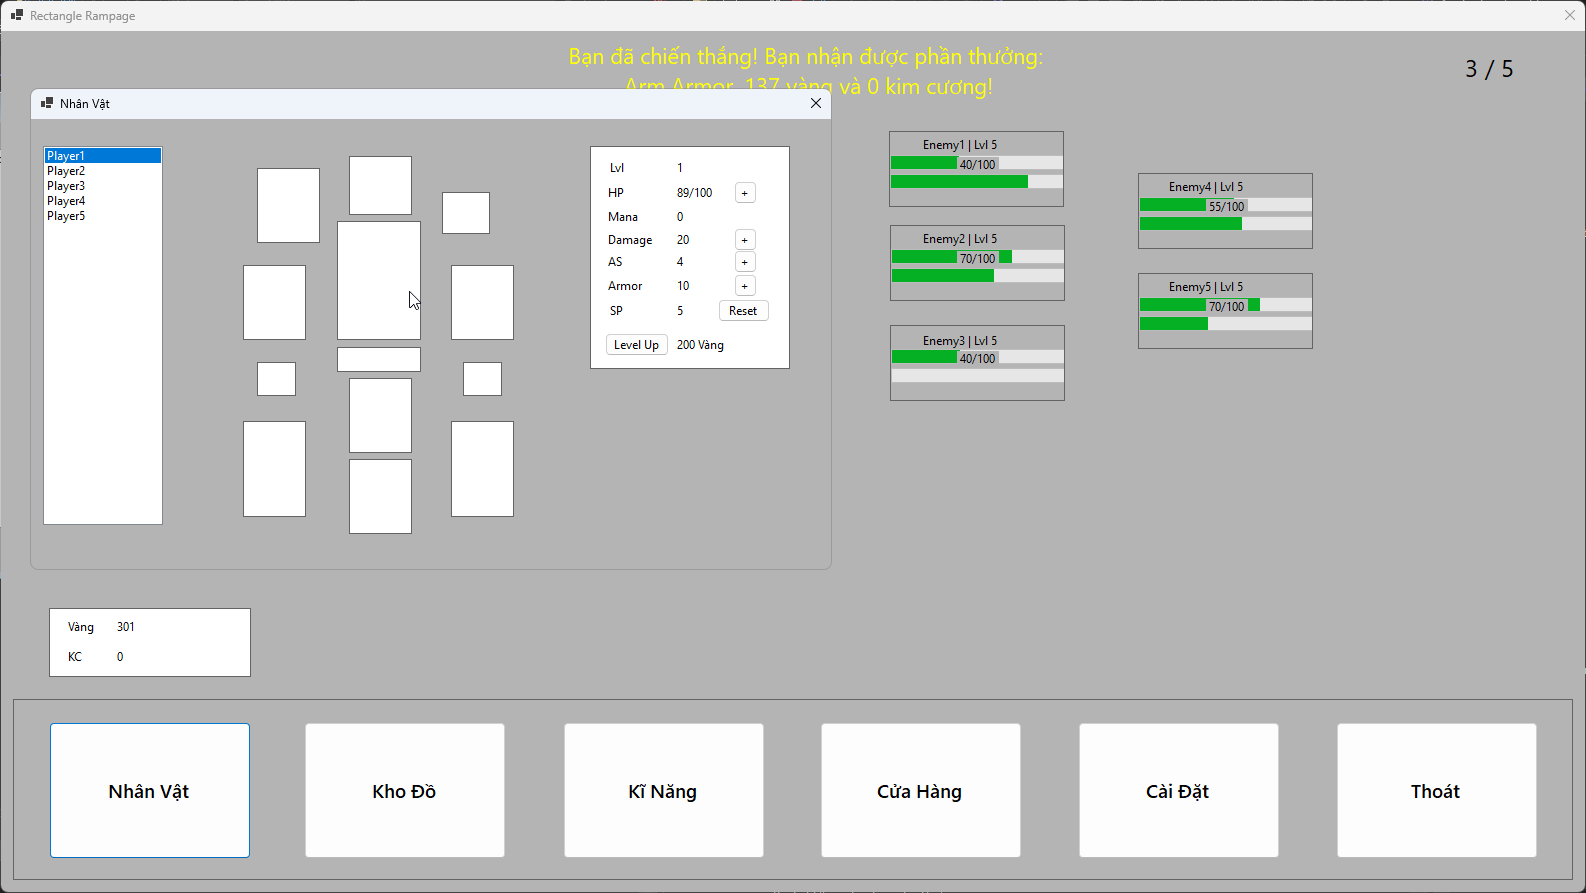 Rectangle Rampage
Bạn đã chiến thắng! Bạn nhận được phần thưởng:
Arm Armor, 137 vàng và 0 kim cương!
3 / 5
Nhân Vật
Player1
Player2
Player3
Player4
Player5
Lvl 1
HP 89/100 +
Mana 0
Damage 20 +
AS 4 +
Armor 10 +
SP 5 Reset
Level Up 200 Vàng
Enemy1 | Lvl 5
40/100
Enemy2 | Lvl 5
70/100
Enemy3 | Lvl 5
40/100
Enemy4 | Lvl 5
55/100
Enemy5 | Lvl 5
70/100
Vàng 301
KC 0
Nhân Vật
Kho Đồ
Kĩ Năng
Cửa Hàng
Cài Đặt
Thoát